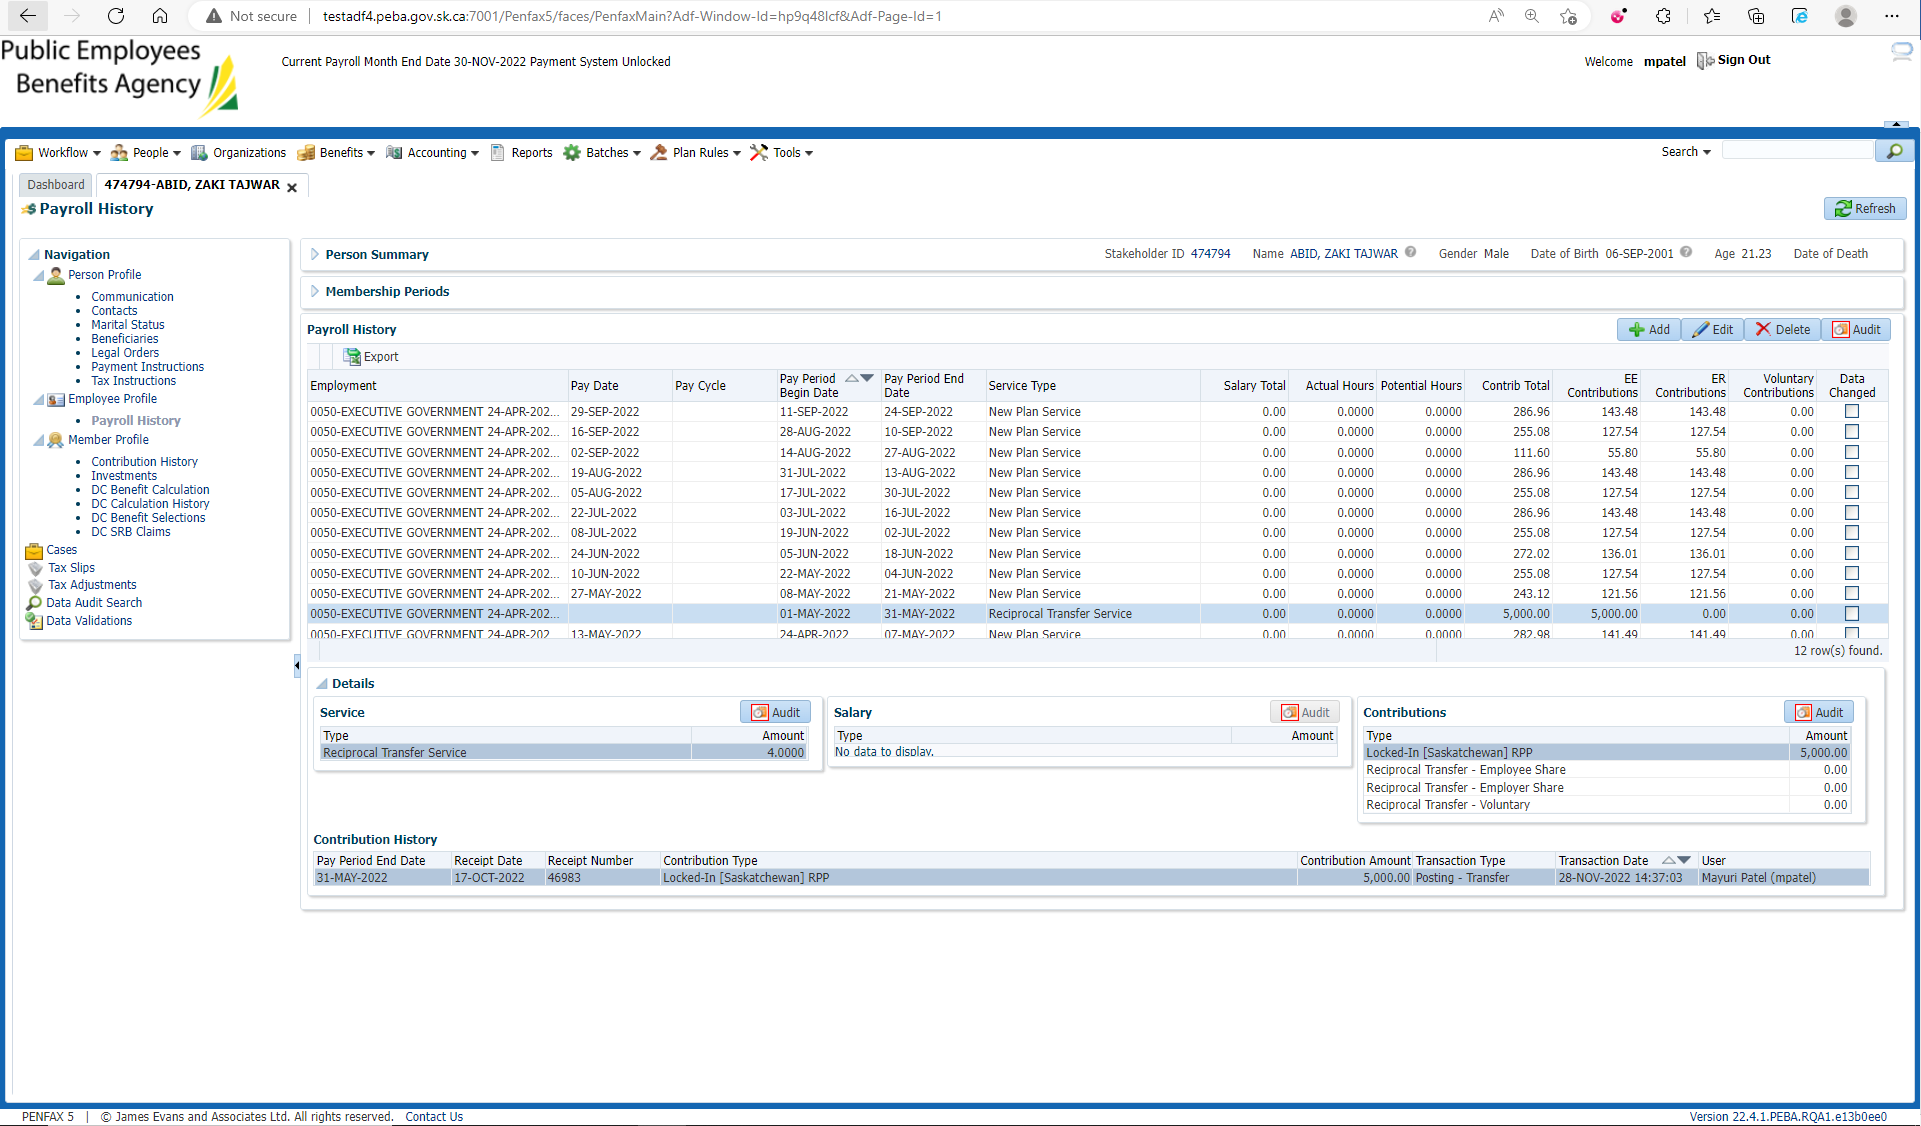 Not secure | testadf4.peba.gov.sk.ca:7001/Penfax5/faces/PenfaxMain?Adf-Window-Id=hp9q48lcf&Adf-Page-Id=1
Public Employees
Benefits Agency
Current Payroll Month End Date 30-NOV-2022 Payment System Unlocked
Welcome mpatel Sign Out
Workflow People Organizations Benefits Accounting Reports Batches Plan Rules Tools Search
Dashboard 474794-ABID, ZAKI TAJWAR
Payroll History Refresh
Navigation
Person Profile
Communication
Contacts
Marital Status
Beneficiaries
Legal Orders
Payment Instructions
Tax Instructions
Employee Profile
Payroll History
Member Profile
Contribution History
Investments
DC Benefit Calculation
DC Calculation History
DC Benefit Selections
DC SRB Claims
Cases
Tax Slips
Tax Adjustments
Data Audit Search
Data Validations
Person Summary Stakeholder ID 474794 Name ABID, ZAKI TAJWAR Gender Male Date of Birth 06-SEP-2001 Age 21.23 Date of Death
Membership Periods
Payroll History Add Edit Delete Audit
Export
Employment Pay Date Pay Cycle Pay Period Begin Date Pay Period End Date Service Type Salary Total Actual Hours Potential Hours Contrib Total EE Contributions ER Contributions Voluntary Contributions Data Changed
0050-EXECUTIVE GOVERNMENT 24-APR-202... 29-SEP-2022 11-SEP-2022 24-SEP-2022 New Plan Service 0.00 0.0000 0.0000 286.96 143.48 143.48 0.00
0050-EXECUTIVE GOVERNMENT 24-APR-202... 16-SEP-2022 28-AUG-2022 10-SEP-2022 New Plan Service 0.00 0.0000 0.0000 255.08 127.54 127.54 0.00
0050-EXECUTIVE GOVERNMENT 24-APR-202... 02-SEP-2022 14-AUG-2022 27-AUG-2022 New Plan Service 0.00 0.0000 0.0000 111.60 55.80 55.80 0.00
0050-EXECUTIVE GOVERNMENT 24-APR-202... 19-AUG-2022 31-JUL-2022 13-AUG-2022 New Plan Service 0.00 0.0000 0.0000 286.96 143.48 143.48 0.00
0050-EXECUTIVE GOVERNMENT 24-APR-202... 05-AUG-2022 17-JUL-2022 30-JUL-2022 New Plan Service 0.00 0.0000 0.0000 255.08 127.54 127.54 0.00
0050-EXECUTIVE GOVERNMENT 24-APR-202... 22-JUL-2022 03-JUL-2022 16-JUL-2022 New Plan Service 0.00 0.0000 0.0000 286.96 143.48 143.48 0.00
0050-EXECUTIVE GOVERNMENT 24-APR-202... 08-JUL-2022 19-JUN-2022 02-JUL-2022 New Plan Service 0.00 0.0000 0.0000 255.08 127.54 127.54 0.00
0050-EXECUTIVE GOVERNMENT 24-APR-202... 24-JUN-2022 05-JUN-2022 18-JUN-2022 New Plan Service 0.00 0.0000 0.0000 272.02 136.01 136.01 0.00
0050-EXECUTIVE GOVERNMENT 24-APR-202... 10-JUN-2022 22-MAY-2022 04-JUN-2022 New Plan Service 0.00 0.0000 0.0000 255.08 127.54 127.54 0.00
0050-EXECUTIVE GOVERNMENT 24-APR-202... 27-MAY-2022 08-MAY-2022 21-MAY-2022 New Plan Service 0.00 0.0000 0.0000 243.12 121.56 121.56 0.00
0050-EXECUTIVE GOVERNMENT 24-APR-202... 01-MAY-2022 31-MAY-2022 Reciprocal Transfer Service 0.00 0.0000 0.0000 5,000.00 5,000.00 0.00 0.00
0050-EXECUTIVE GOVERNMENT 24-APR-202 13-MAY-2022 24-APR-2022 07-MAY-2022 New Plan Service 0.00 0.0000 0.0000 282.98 141.49 141.49 0.00
12 row(s) found.
Details
Service Audit
Type Amount
Reciprocal Transfer Service 4.0000
Salary Audit
Type Amount
No data to display.
Contributions Audit
Type Amount
Locked-In [Saskatchewan] RPP 5,000.00
Reciprocal Transfer - Employee Share 0.00
Reciprocal Transfer - Employer Share 0.00
Reciprocal Transfer - Voluntary 0.00
Contribution History
Pay Period End Date Receipt Date Receipt Number Contribution Type Contribution Amount Transaction Type Transaction Date User
31-MAY-2022 17-OCT-2022 46983 Locked-In [Saskatchewan] RPP 5,000.00 Posting - Transfer 28-NOV-2022 14:37:03 Mayuri Patel (mpatel)
PENFAX 5 | © James Evans and Associates Ltd. All rights reserved. Contact Us Version 22.4.1.PEBA.RQA1.e13b0ee0